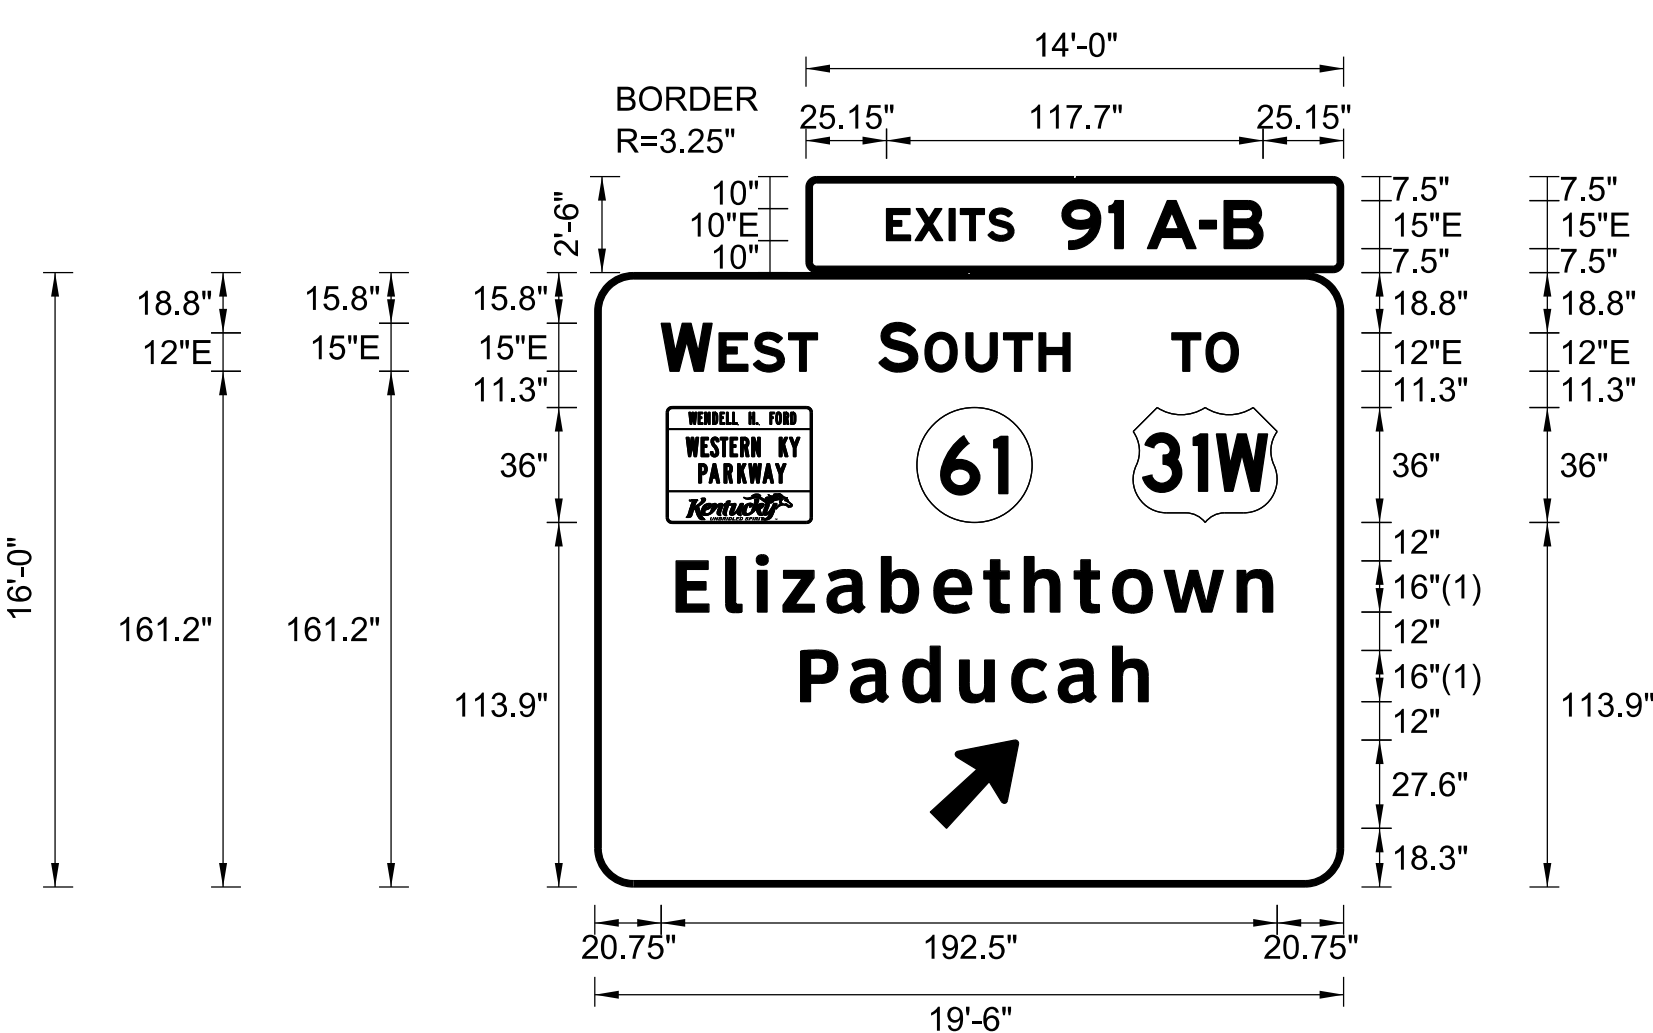 14'-0"
BORDER
R=3.25"
25.15" 117.7" 25.15"
2'-6"
10"
10"E
10"
EXITS 91 A-B
7.5"
15"E
7.5"
7.5"
15"E
7.5"
16'-0"
18.8"
12"E
161.2"
15.8"
15"E
161.2"
15.8"
15"E
11.3"
36"
113.9"
WEST SOUTH TO
WENDELL H. FORD
WESTERN KY
PARKWAY
Kentucky
UNBRIDLED SPIRIT
61
31W
Elizabethtown
Paducah
18.8"
12"E
11.3"
36"
12"
16"(1)
12"
16"(1)
12"
27.6"
18.3"
18.8"
12"E
11.3"
36"
113.9"
20.75" 192.5" 20.75"
19'-6"